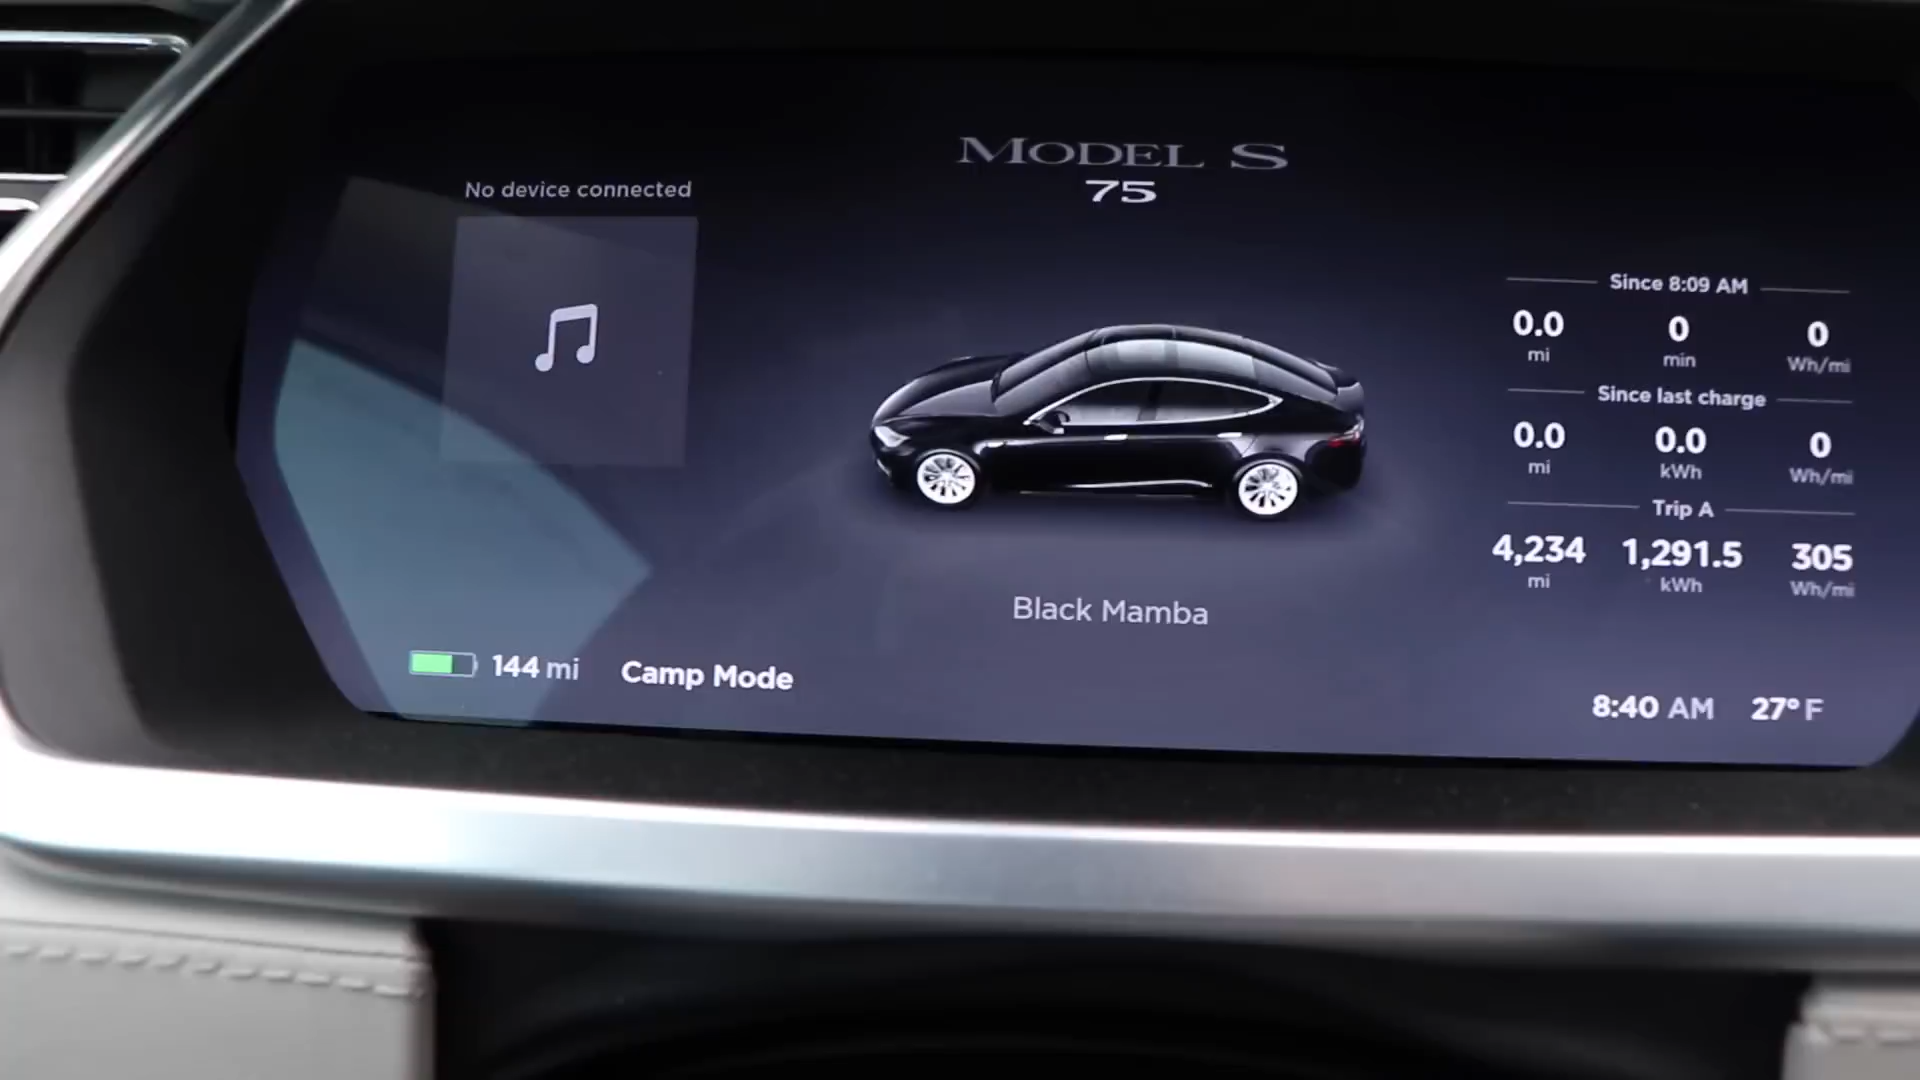 MODEL S
75
No device connected
Since 8:09 AM
0.0 0 0
mi min Wh/mi
Since last charge
0.0 0.0 0
mi kWh Wh/mi
Trip A
4,234 1,291.5 305
mi kWh Wh/mi
Black Mamba
144 mi Camp Mode
8:40 AM 27° F